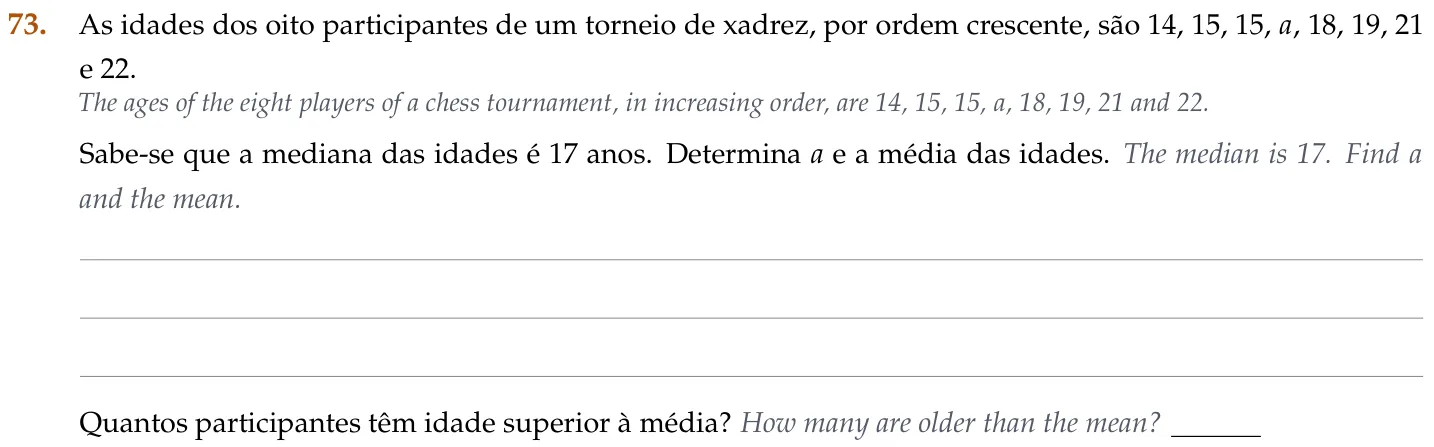 73. As idades dos oito participantes de um torneio de xadrez, por ordem crescente, são 14, 15, 15, a, 18, 19, 21
e 22.
The ages of the eight players of a chess tournament, in increasing order, are 14, 15, 15, a, 18, 19, 21 and 22.
Sabe-se que a mediana das idades é 17 anos. Determina a e a média das idades. The median is 17. Find a
and the mean.
Quantos participantes têm idade superior à média? How many are older than the mean?